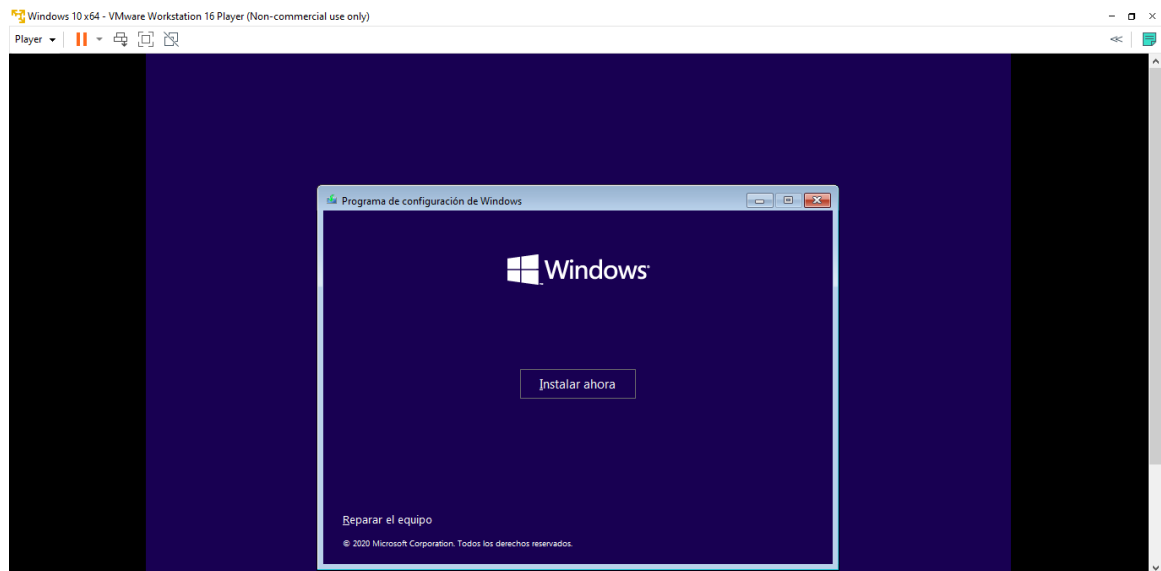 Windows 10 x64 - VMware Workstation 16 Player (Non-commercial use only)
Player
Programa de configuración de Windows
Windows
Instalar ahora
Reparar el equipo
© 2020 Microsoft Corporation. Todos los derechos reservados.